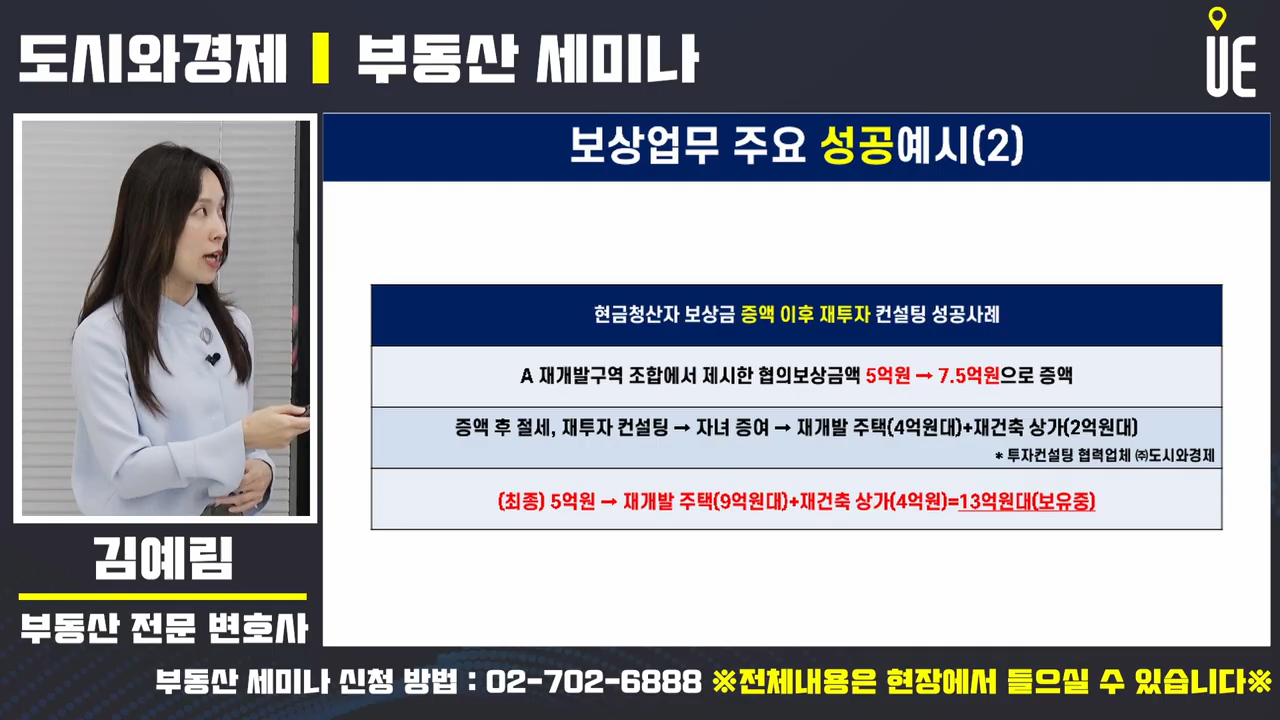 도시와경제 | 부동산 세미나
UE
보상업무 주요 성공예시(2)
현금청산자 보상금 증액 이후 재투자 컨설팅 성공사례
A 재개발구역 조합에서 제시한 협의보상금액 5억원 → 7.5억원으로 증액
증액 후 절세, 재투자 컨설팅 → 자녀 증여 → 재개발 주택(4억원대)+재건축 상가(2억원대)
* 투자컨설팅 협력업체 ㈜도시와경제
(최종) 5억원 → 재개발 주택(9억원대)+재건축 상가(4억원)=13억원대(보유중)
김예림
부동산 전문 변호사
부동산 세미나 신청 방법 : 02-702-6888 ※전체내용은 현장에서 들으실 수 있습니다※